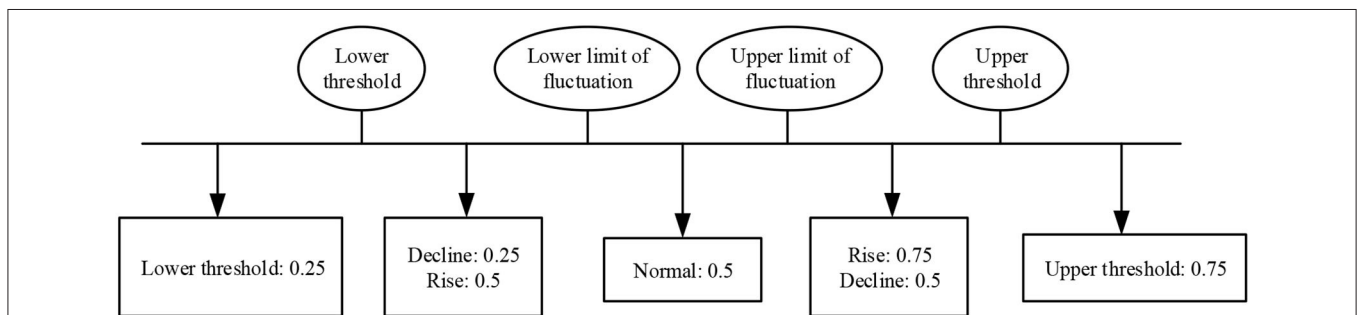 Lower
threshold
Lower limit of
fluctuation
Upper limit of
fluctuation
Upper
threshold
Lower threshold: 0.25
Decline: 0.25
Rise: 0.5
Normal: 0.5
Rise: 0.75
Decline: 0.5
Upper threshold: 0.75